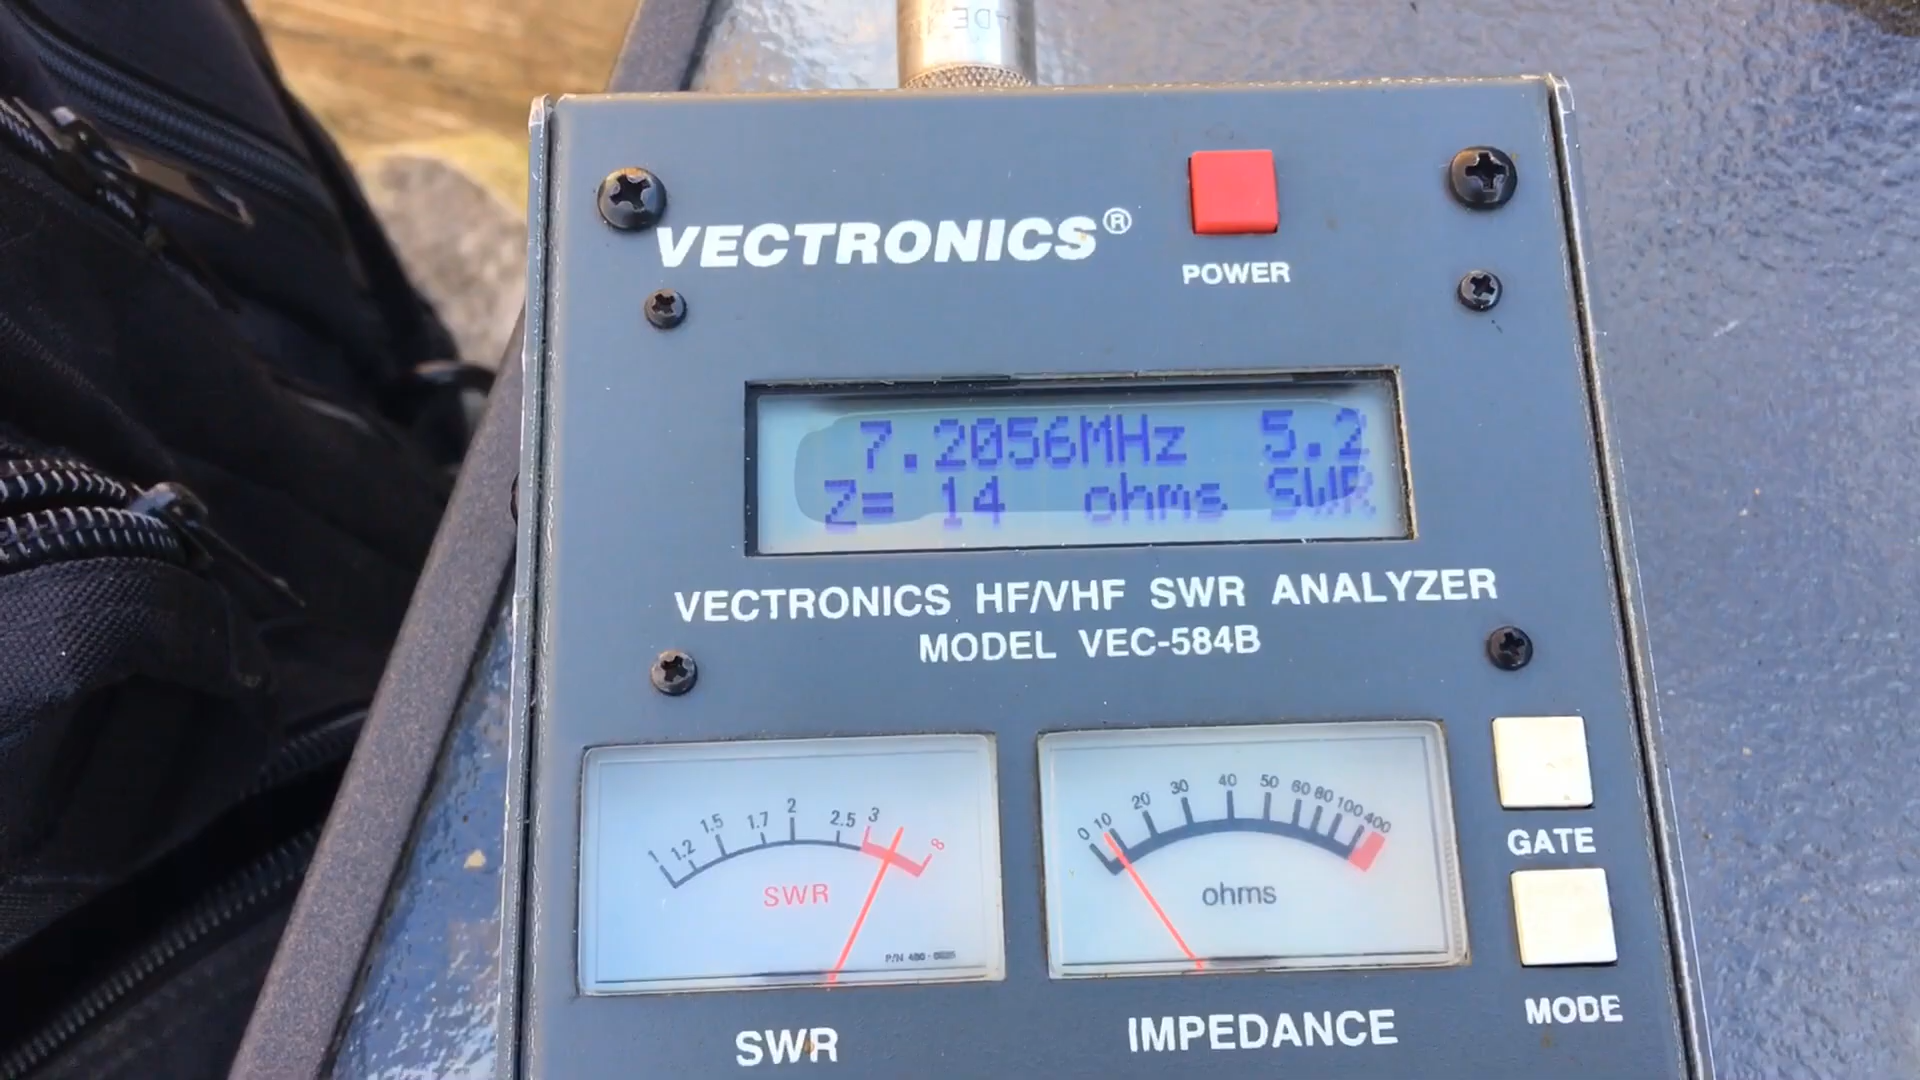 VECTRONICS®
POWER
7.2056MHz 5.2
Z= 14 ohms SWR
VECTRONICS HF/VHF SWR ANALYZER
MODEL VEC-584B
1 1.2 1.5 1.7 2 2.5 3 ∞
SWR
0 10 20 30 40 50 60 80 100 400
ohms
GATE
MODE
SWR
IMPEDANCE